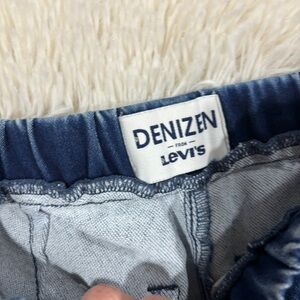 DENIZEN
— FROM —
LEVI'S